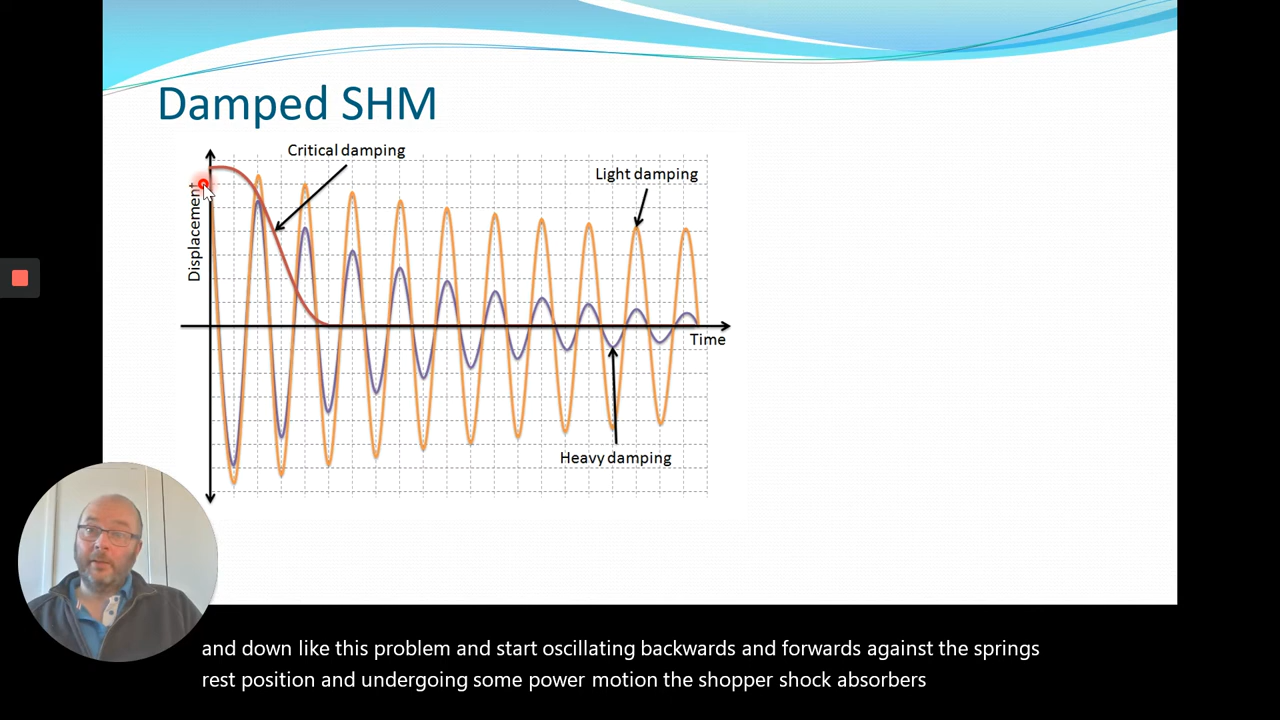 Damped SHM
Critical damping
Light damping
Displacement
Time
Heavy damping
and down like this problem and start oscillating backwards and forwards against the springs
rest position and undergoing some power motion the shopper shock absorbers